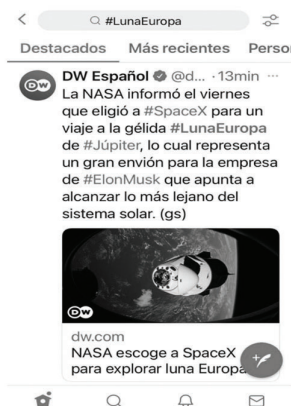 #LunaEuropa
Destacados Más recientes Perso
DW Español @d... · 13min ···
La NASA informó el viernes
que eligió a #SpaceX para un
viaje a la gélida #LunaEuropa
de #Júpiter, lo cual representa
un gran envión para la empresa
de #ElonMusk que apunta a
alcanzar lo más lejano del
sistema solar. (gs)
DW
dw.com
NASA escoge a SpaceX
para explorar luna Europa